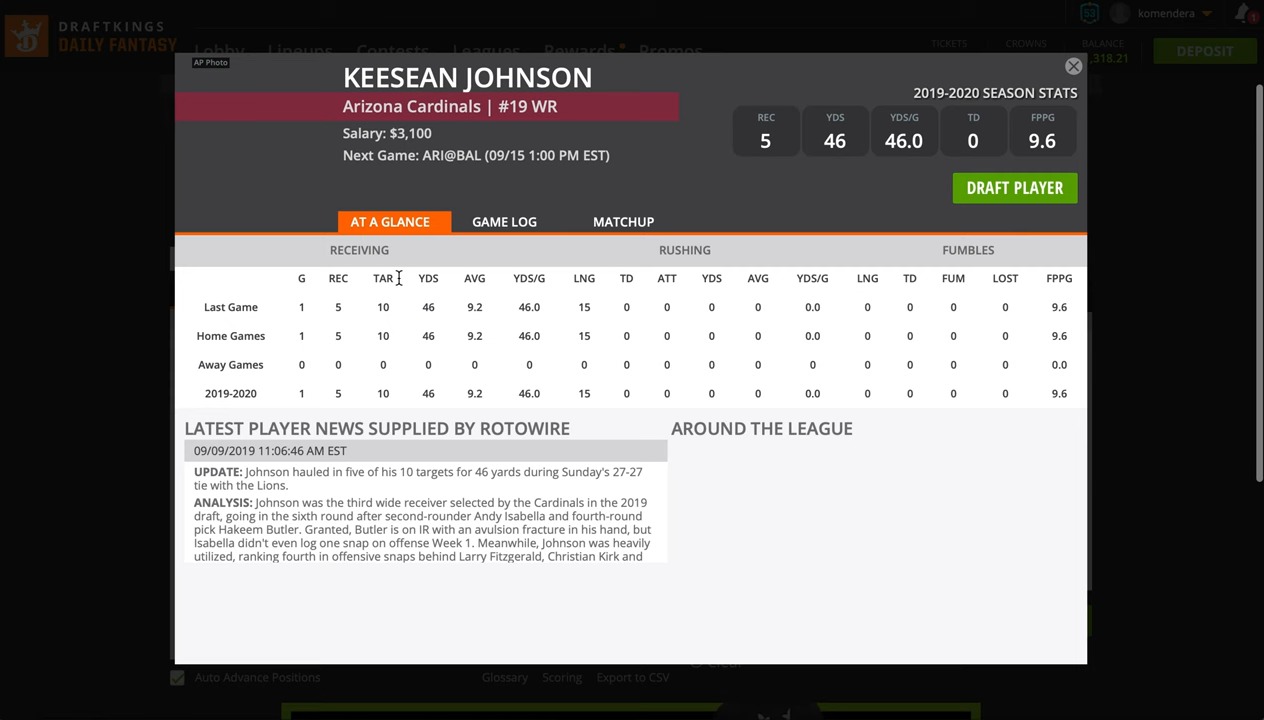 DRAFTKINGS
DAILY FANTASY
Lobby Lineups Contests Leagues Rewards Promos
53
komendera
1
TICKETS CROWNS BALANCE
,318.21
DEPOSIT
AP Photo
KEESEAN JOHNSON
Arizona Cardinals | #19 WR
Salary: $3,100
Next Game: ARI@BAL (09/15 1:00 PM EST)
2019-2020 SEASON STATS
REC YDS YDS/G TD FPPG
5 46 46.0 0 9.6
DRAFT PLAYER
AT A GLANCE GAME LOG MATCHUP
RECEIVING RUSHING FUMBLES
G REC TAR YDS AVG YDS/G LNG TD ATT YDS AVG YDS/G LNG TD FUM LOST FPPG
Last Game 1 5 10 46 9.2 46.0 15 0 0 0 0 0.0 0 0 0 0 9.6
Home Games 1 5 10 46 9.2 46.0 15 0 0 0 0 0.0 0 0 0 0 9.6
Away Games 0 0 0 0 0 0 0 0 0 0 0 0 0 0 0 0 0.0
2019-2020 1 5 10 46 9.2 46.0 15 0 0 0 0 0.0 0 0 0 0 9.6
LATEST PLAYER NEWS SUPPLIED BY ROTOWIRE
AROUND THE LEAGUE
09/09/2019 11:06:46 AM EST
UPDATE: Johnson hauled in five of his 10 targets for 46 yards during Sunday's 27-27
tie with the Lions.
ANALYSIS: Johnson was the third wide receiver selected by the Cardinals in the 2019
draft, going in the sixth round after second-rounder Andy Isabella and fourth-round
pick Hakeem Butler. Granted, Butler is on IR with an avulsion fracture in his hand, but
Isabella didn't even log one snap on offense Week 1. Meanwhile, Johnson was heavily
utilized, ranking fourth in offensive snaps behind Larry Fitzgerald, Christian Kirk and
Auto Advance Positions
Glossary Scoring Export to CSV